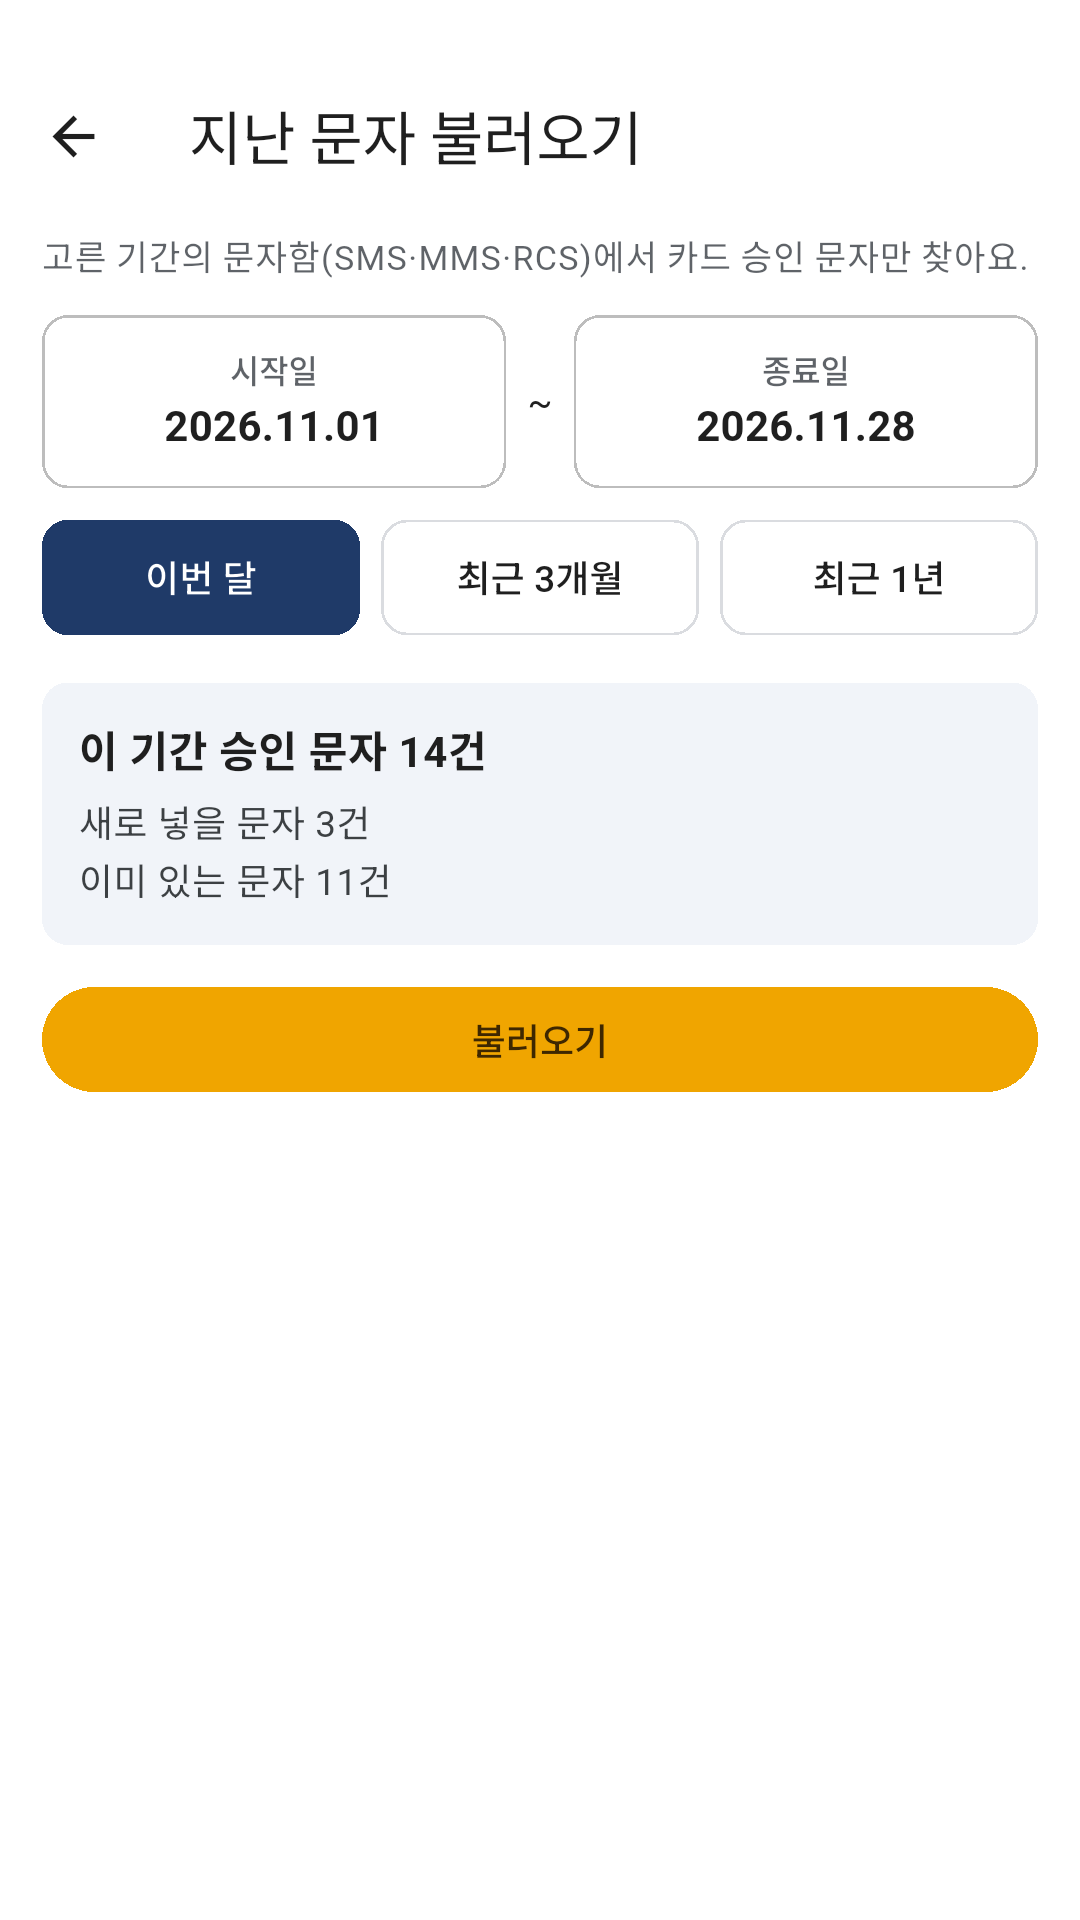 지난 문자 불러오기
고른 기간의 문자함(SMS·MMS·RCS)에서 카드 승인 문자만 찾아요.
시작일
2026.11.01
~
종료일
2026.11.28
이번 달
최근 3개월
최근 1년
이 기간 승인 문자 14건
새로 넣을 문자 3건
이미 있는 문자 11건
불러오기